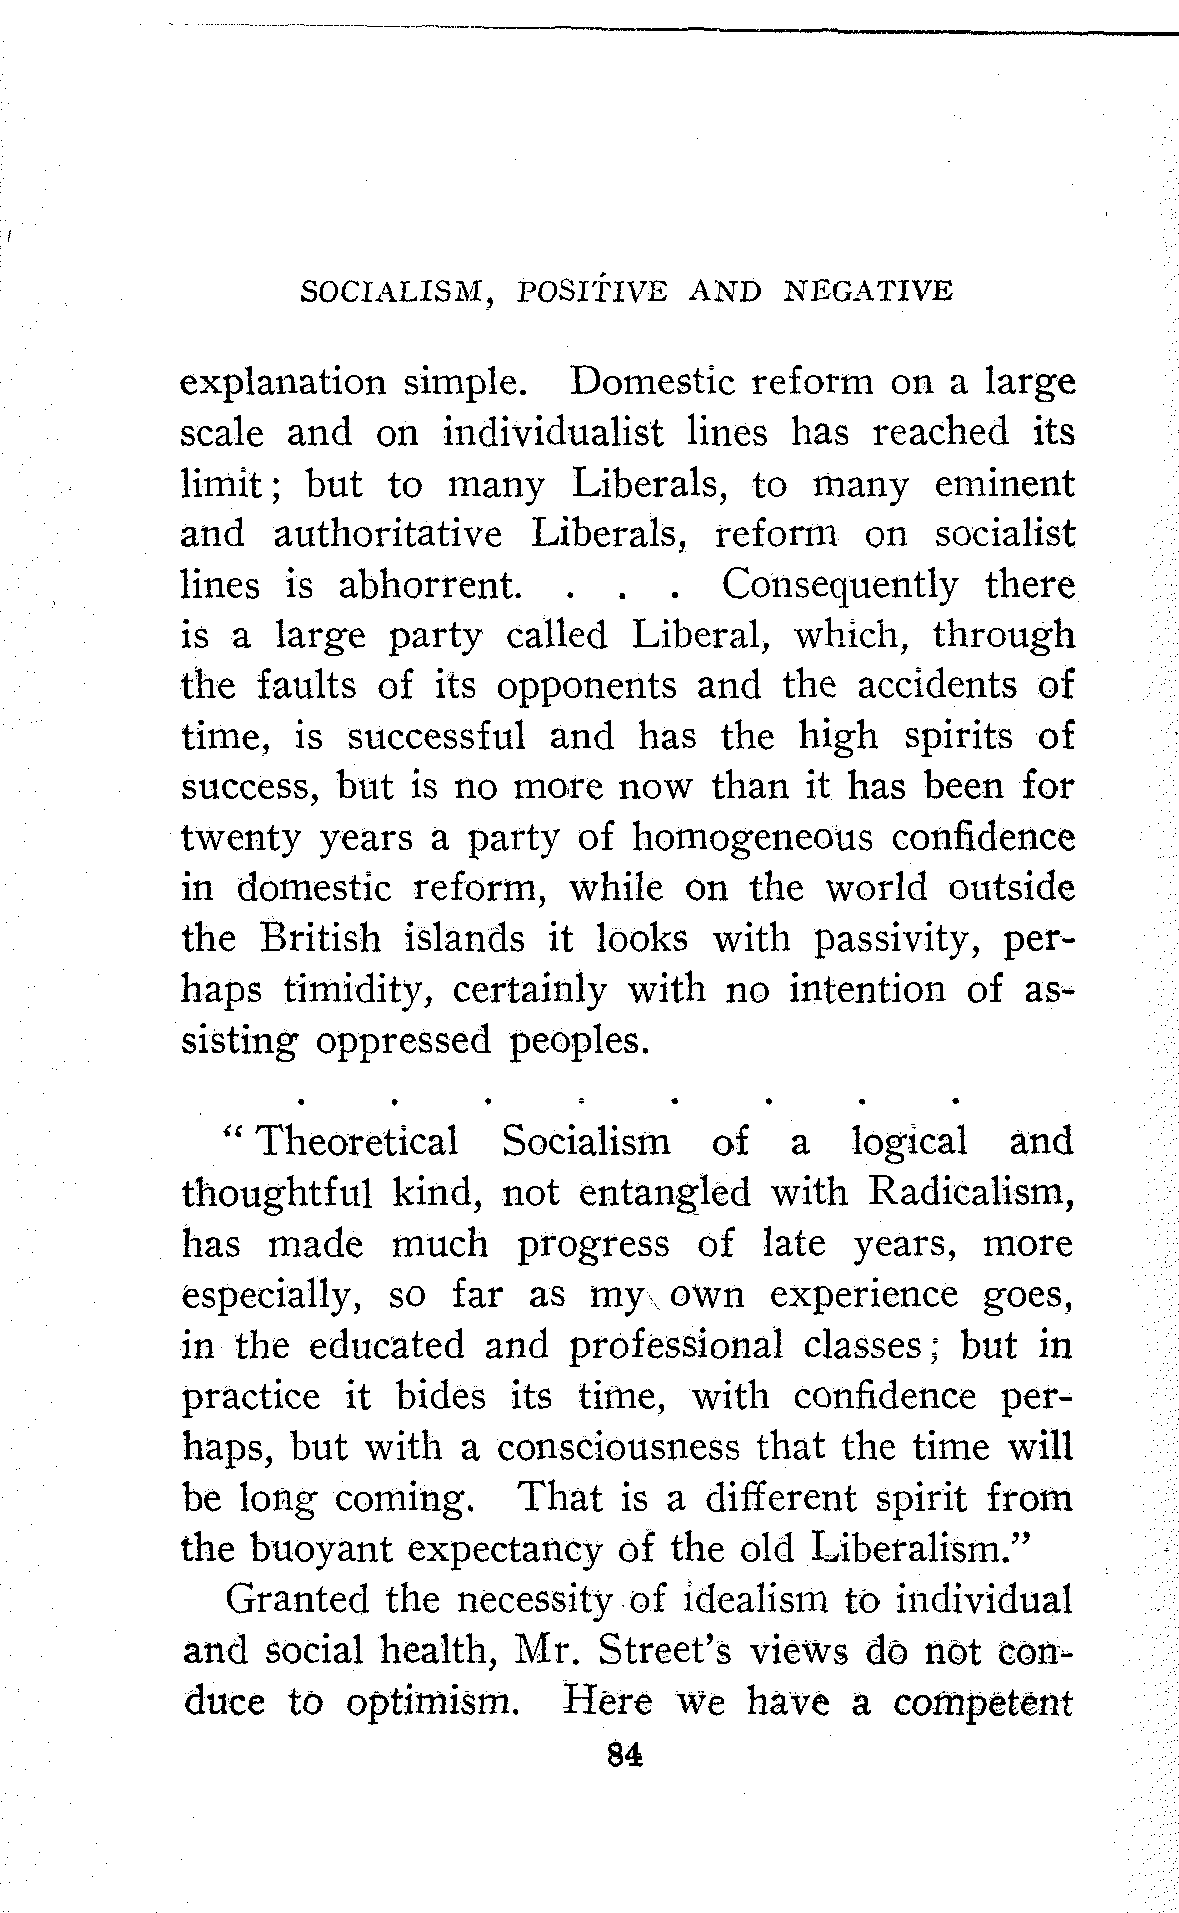 SOCIALISM, POSITIVE AND NEGATIVE
explanation simple. Domestic reform on a large
scale and on individualist lines has reached its
limit; but to many Liberals, to many eminent
and authoritative Liberals, reform on socialist
lines is abhorrent. . . . Consequently there
is a large party called Liberal, which, through
the faults of its opponents and the accidents of
time, is successful and has the high spirits of
success, but is no more now than it has been for
twenty years a party of homogeneous confidence
in domestic reform, while on the world outside
the British islands it looks with passivity, per-
haps timidity, certainly with no intention of as-
sisting oppressed peoples.
. . . . . . . .
“Theoretical Socialism of a logical and
thoughtful kind, not entangled with Radicalism,
has made much progress of late years, more
especially, so far as my own experience goes,
in the educated and professional classes; but in
practice it bides its time, with confidence per-
haps, but with a consciousness that the time will
be long coming. That is a different spirit from
the buoyant expectancy of the old Liberalism.”
Granted the necessity of idealism to individual
and social health, Mr. Street's views do not con-
duce to optimism. Here we have a competent
84